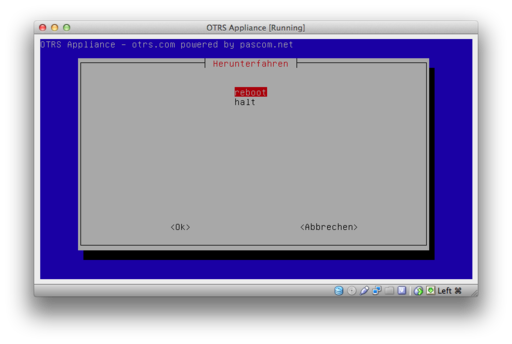 OTRS Appliance [Running]
OTRS Appliance - otrs.com powered by pascom.net
Herunterfahren
reboot
halt
<Ok> <Abbrechen>
Left ⌘